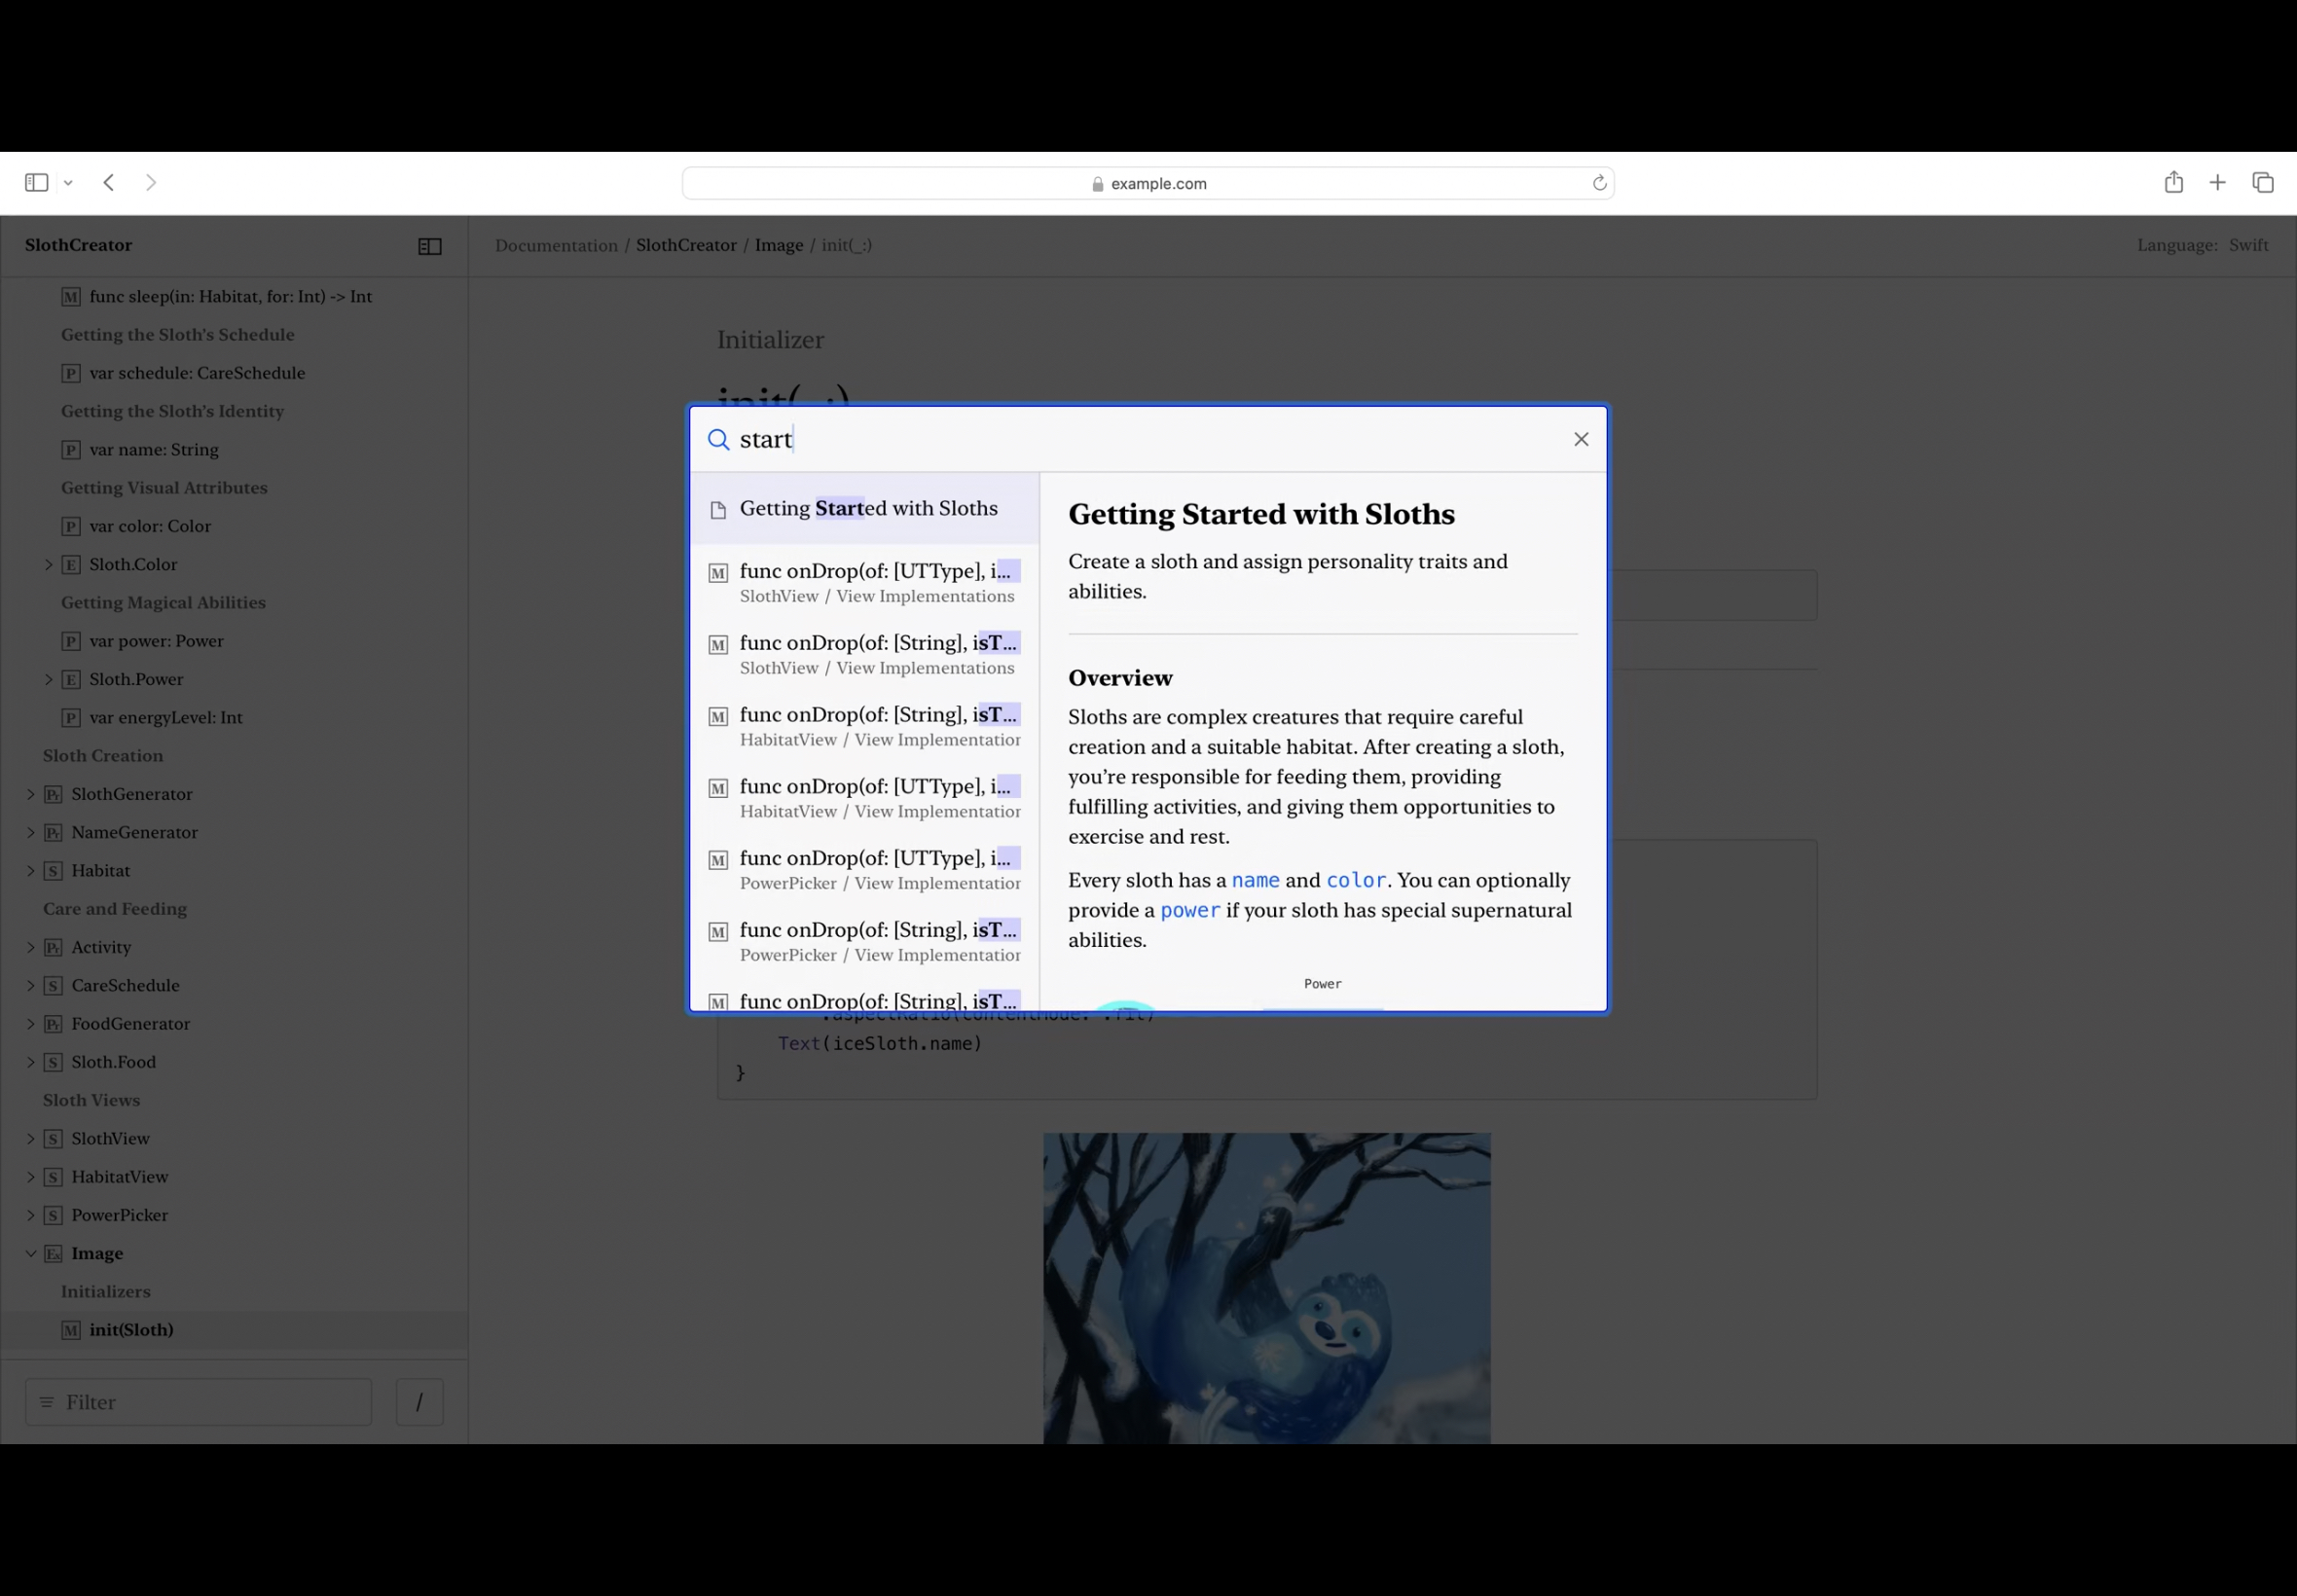 example.com
SlothCreator
Documentation / SlothCreator / Image / init(_:)
Language: Swift
M func sleep(in: Habitat, for: Int) -> Int
Getting the Sloth's Schedule
P var schedule: CareSchedule
Getting the Sloth's Identity
P var name: String
Getting Visual Attributes
P var color: Color
E Sloth.Color
Getting Magical Abilities
P var power: Power
E Sloth.Power
P var energyLevel: Int
Sloth Creation
Pr SlothGenerator
Pr NameGenerator
S Habitat
Care and Feeding
Pr Activity
S CareSchedule
Pr FoodGenerator
S Sloth.Food
Sloth Views
S SlothView
S HabitatView
S PowerPicker
Ex Image
Initializers
M init(Sloth)
Filter
/
Initializer
init(_:)
start
Getting Started with Sloths
M func onDrop(of: [UTType], i...
SlothView / View Implementations
M func onDrop(of: [String], isT...
SlothView / View Implementations
M func onDrop(of: [String], isT...
HabitatView / View Implementation
M func onDrop(of: [UTType], i...
HabitatView / View Implementation
M func onDrop(of: [UTType], i...
PowerPicker / View Implementation
M func onDrop(of: [String], isT...
PowerPicker / View Implementation
M func onDrop(of: [String], isT...
Getting Started with Sloths
Create a sloth and assign personality traits and
abilities.
Overview
Sloths are complex creatures that require careful
creation and a suitable habitat. After creating a sloth,
you're responsible for feeding them, providing
fulfilling activities, and giving them opportunities to
exercise and rest.
Every sloth has a name and color. You can optionally
provide a power if your sloth has special supernatural
abilities.
Power
.aspectRatio(contentMode: .fit)
Text(iceSloth.name)
}